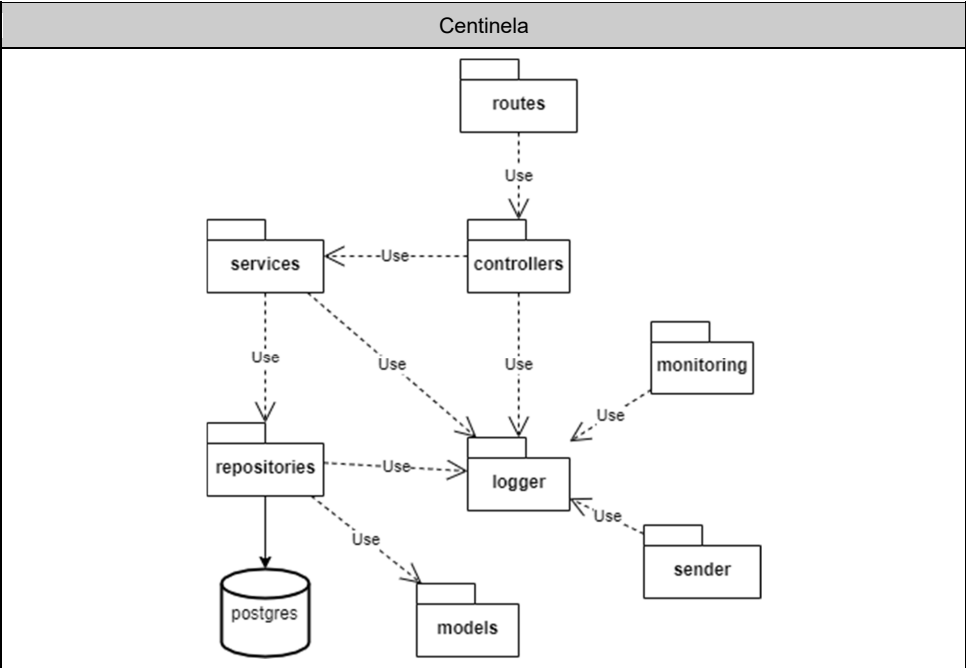 Centinela
routes
Use
services
Use
controllers
Use
Use
Use
monitoring
Use
repositories
Use
logger
Use
Use
sender
postgres
models